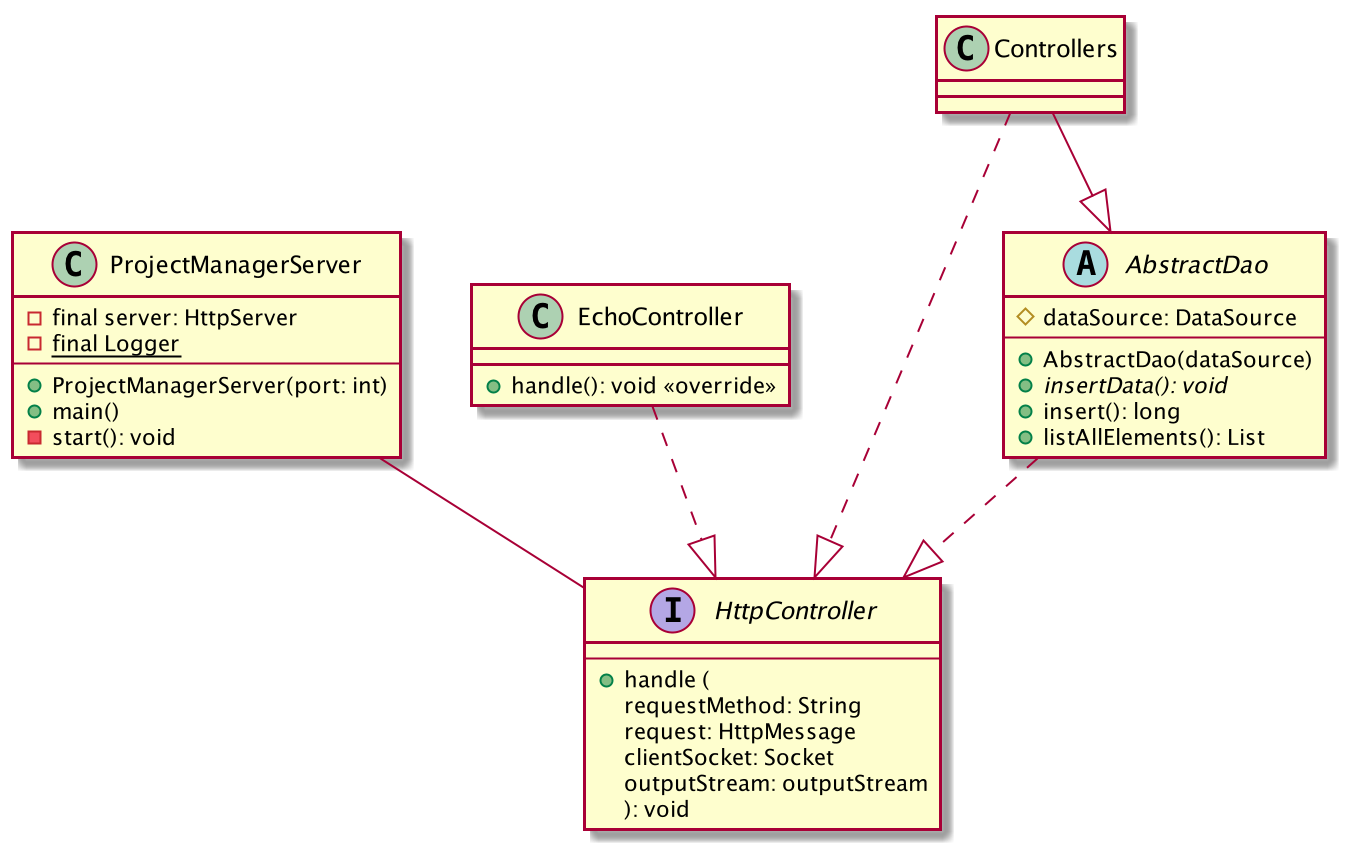 C Controllers
C ProjectManagerServer
final server: HttpServer
final Logger
ProjectManagerServer(port: int)
main()
start(): void
C EchoController
handle(): void «override»
A AbstractDao
dataSource: DataSource
AbstractDao(dataSource)
insertData(): void
insert(): long
listAllElements(): List
I HttpController
handle (
requestMethod: String
request: HttpMessage
clientSocket: Socket
outputStream: outputStream
): void